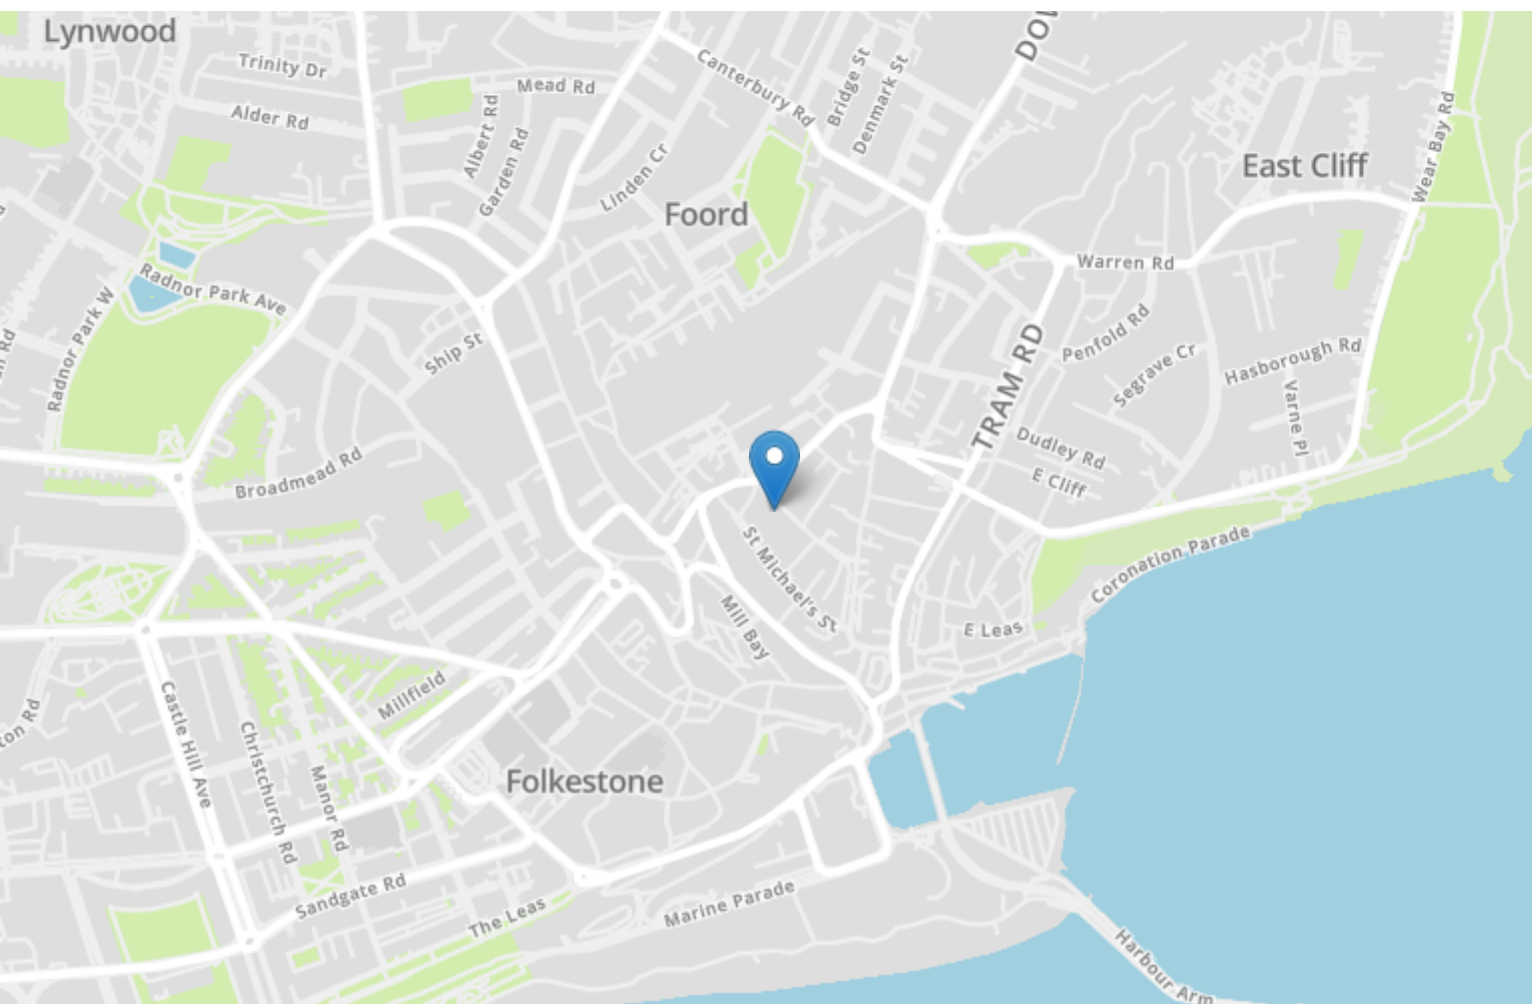 Lynwood
Trinity Dr
Alder Rd
Mead Rd
Albert Rd
Garden Rd
Linden Cr
Canterbury Rd
Bridge St
Denmark St
East Cliff
Wear Bay Rd
Foord
Radnor Park Ave
Radnor Park W
Warren Rd
Ship St
TRAM RD
Penfold Rd
Segrave Cr
Hasborough Rd
Varne Pl
Dudley Rd
E Cliff
Broadmead Rd
St Michael's St
Mill Bay
Coronation Parade
E Leas
Millfield
Castle Hill Ave
Christchurch Rd
Manor Rd
Folkestone
Sandgate Rd
The Leas
Marine Parade
Harbour Arm